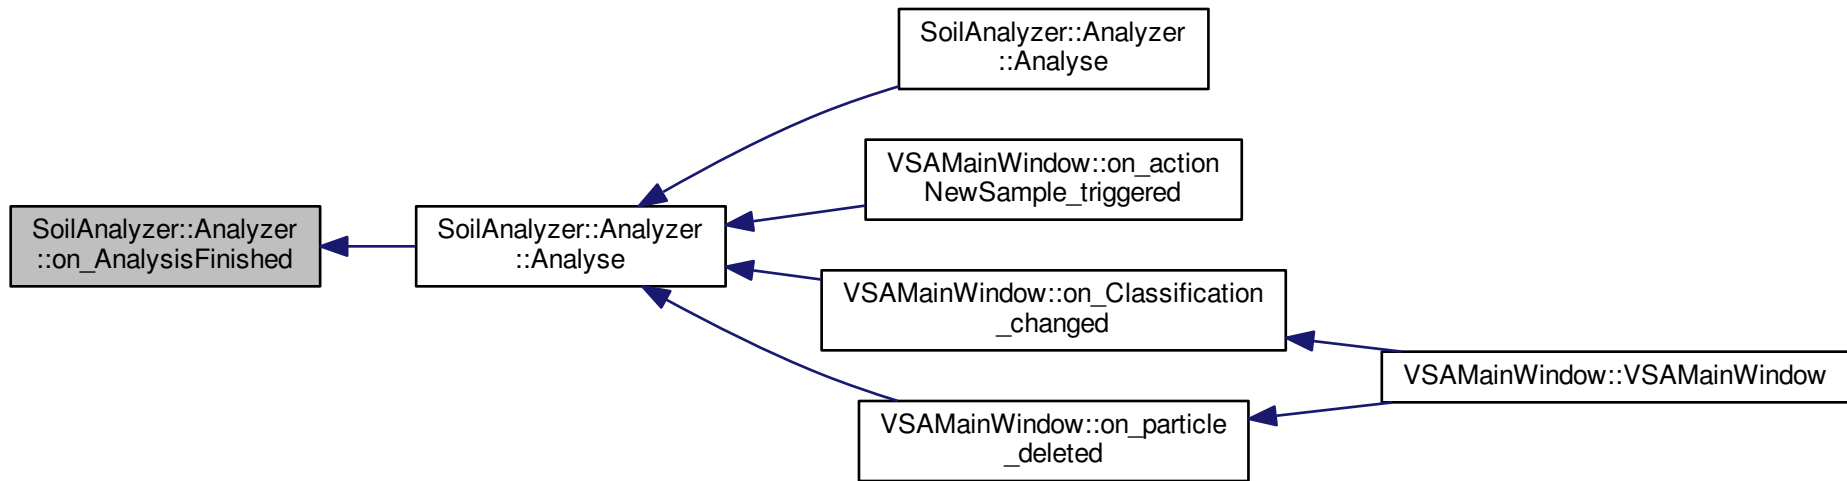 SoilAnalyzer::Analyzer
::Analyse
VSAMainWindow::on_action
NewSample_triggered
SoilAnalyzer::Analyzer
::on_AnalysisFinished
SoilAnalyzer::Analyzer
::Analyse
VSAMainWindow::on_Classification
_changed
VSAMainWindow::VSAMainWindow
VSAMainWindow::on_particle
_deleted